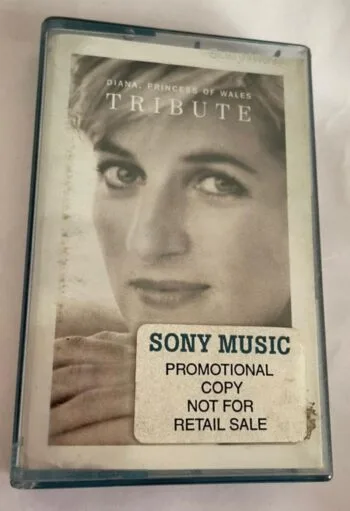 DIANA, PRINCESS OF WALES
TRIBUTE
SONY MUSIC
PROMOTIONAL
COPY
NOT FOR
RETAIL SALE